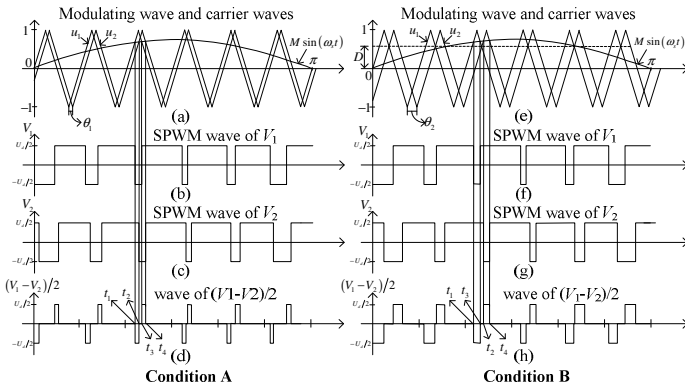 Modulating wave and carrier waves
1
u1
u2
M sin(ωrt)
0
π
−1
θ1
(a)
V1
SPWM wave of V1
Ud/2
−Ud/2
(b)
V2
SPWM wave of V2
Ud/2
−Ud/2
(c)
(V1−V2)/2
wave of (V1-V2)/2
Ud/2
−Ud/2
t1
t2
t3
t4
(d)
Condition A
Modulating wave and carrier waves
1
u1
u2
M sin(ωrt)
D
0
π
−1
θ2
(e)
V1
SPWM wave of V1
Ud/2
−Ud/2
(f)
V2
SPWM wave of V2
Ud/2
−Ud/2
(g)
(V1−V2)/2
wave of (V1-V2)/2
Ud/2
−Ud/2
t1
t3
t2
t4
(h)
Condition B